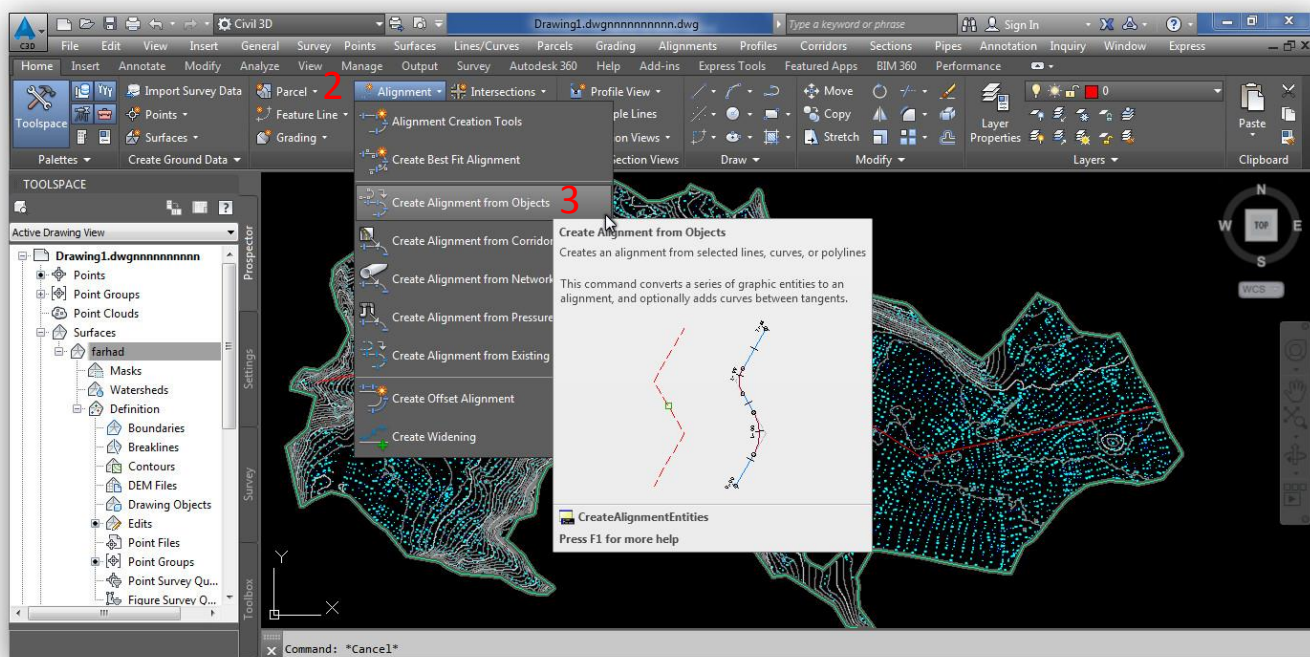 Civil 3D
Drawing1.dwgnnnnnnnnnn.dwg
Type a keyword or phrase
Sign In
C3D
File Edit View Insert General Survey Points Surfaces Lines/Curves Parcels Grading Alignments Profiles Corridors Sections Pipes Annotation Inquiry Window Express
Home Insert Annotate Modify Analyze View Manage Output Survey Autodesk 360 Help Add-ins Express Tools Featured Apps BIM 360 Performance
Toolspace
Import Survey Data
Points
Surfaces
Parcel
Feature Line
Grading
2
Alignment
Intersections
Profile View
ple Lines
on Views
Move
Copy
Stretch
Layer
Properties
0
Paste
Palettes
Create Ground Data
Section Views
Draw
Modify
Layers
Clipboard
Alignment Creation Tools
Create Best Fit Alignment
Create Alignment from Objects
3
Create Alignment from Corridor
Create Alignment from Network
Create Alignment from Pressure
Create Alignment from Existing
Create Offset Alignment
Create Widening
Create Alignment from Objects
Creates an alignment from selected lines, curves, or polylines
This command converts a series of graphic entities to an
alignment, and optionally adds curves between tangents.
CreateAlignmentEntities
Press F1 for more help
TOOLSPACE
Active Drawing View
Drawing1.dwgnnnnnnnnnn
Points
Point Groups
Point Clouds
Surfaces
farhad
Masks
Watersheds
Definition
Boundaries
Breaklines
Contours
DEM Files
Drawing Objects
Edits
Point Files
Point Groups
Point Survey Qu...
Figure Survey Q...
Prospector
Settings
Survey
Toolbox
N
W
TOP
E
S
WCS
Y
X
Command: *Cancel*